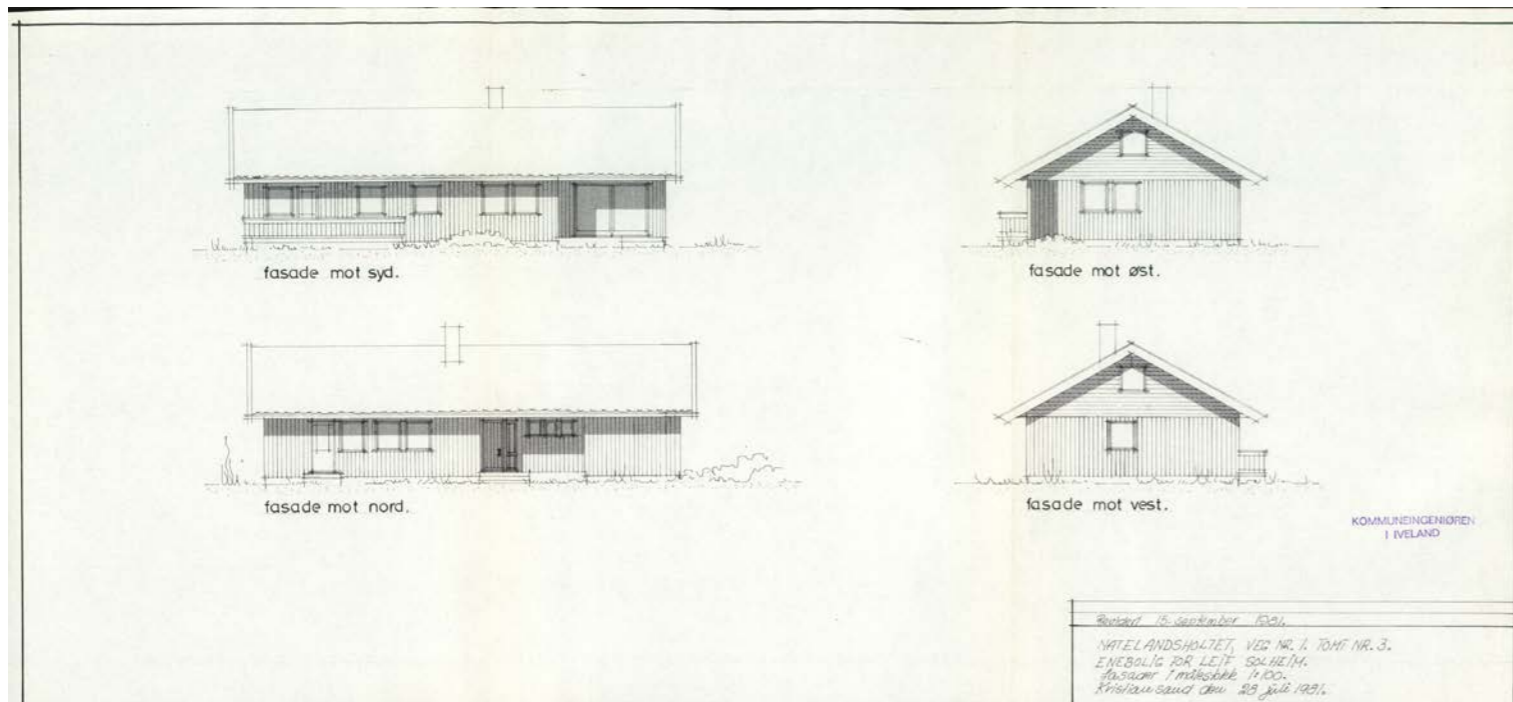 fasade mot syd.
fasade mot øst.
fasade mot nord.
fasade mot vest.
KOMMUNEINGENIØREN
I IVELAND
Revidert 15. september 1981.
NATELANDSHOLTET, VEG NR. 1. TOMT NR. 3.
ENEBOLIG FOR LEIF SOLHEIM.
fasader i målestokk 1:100.
Kristiansand den 28 juli 1981.